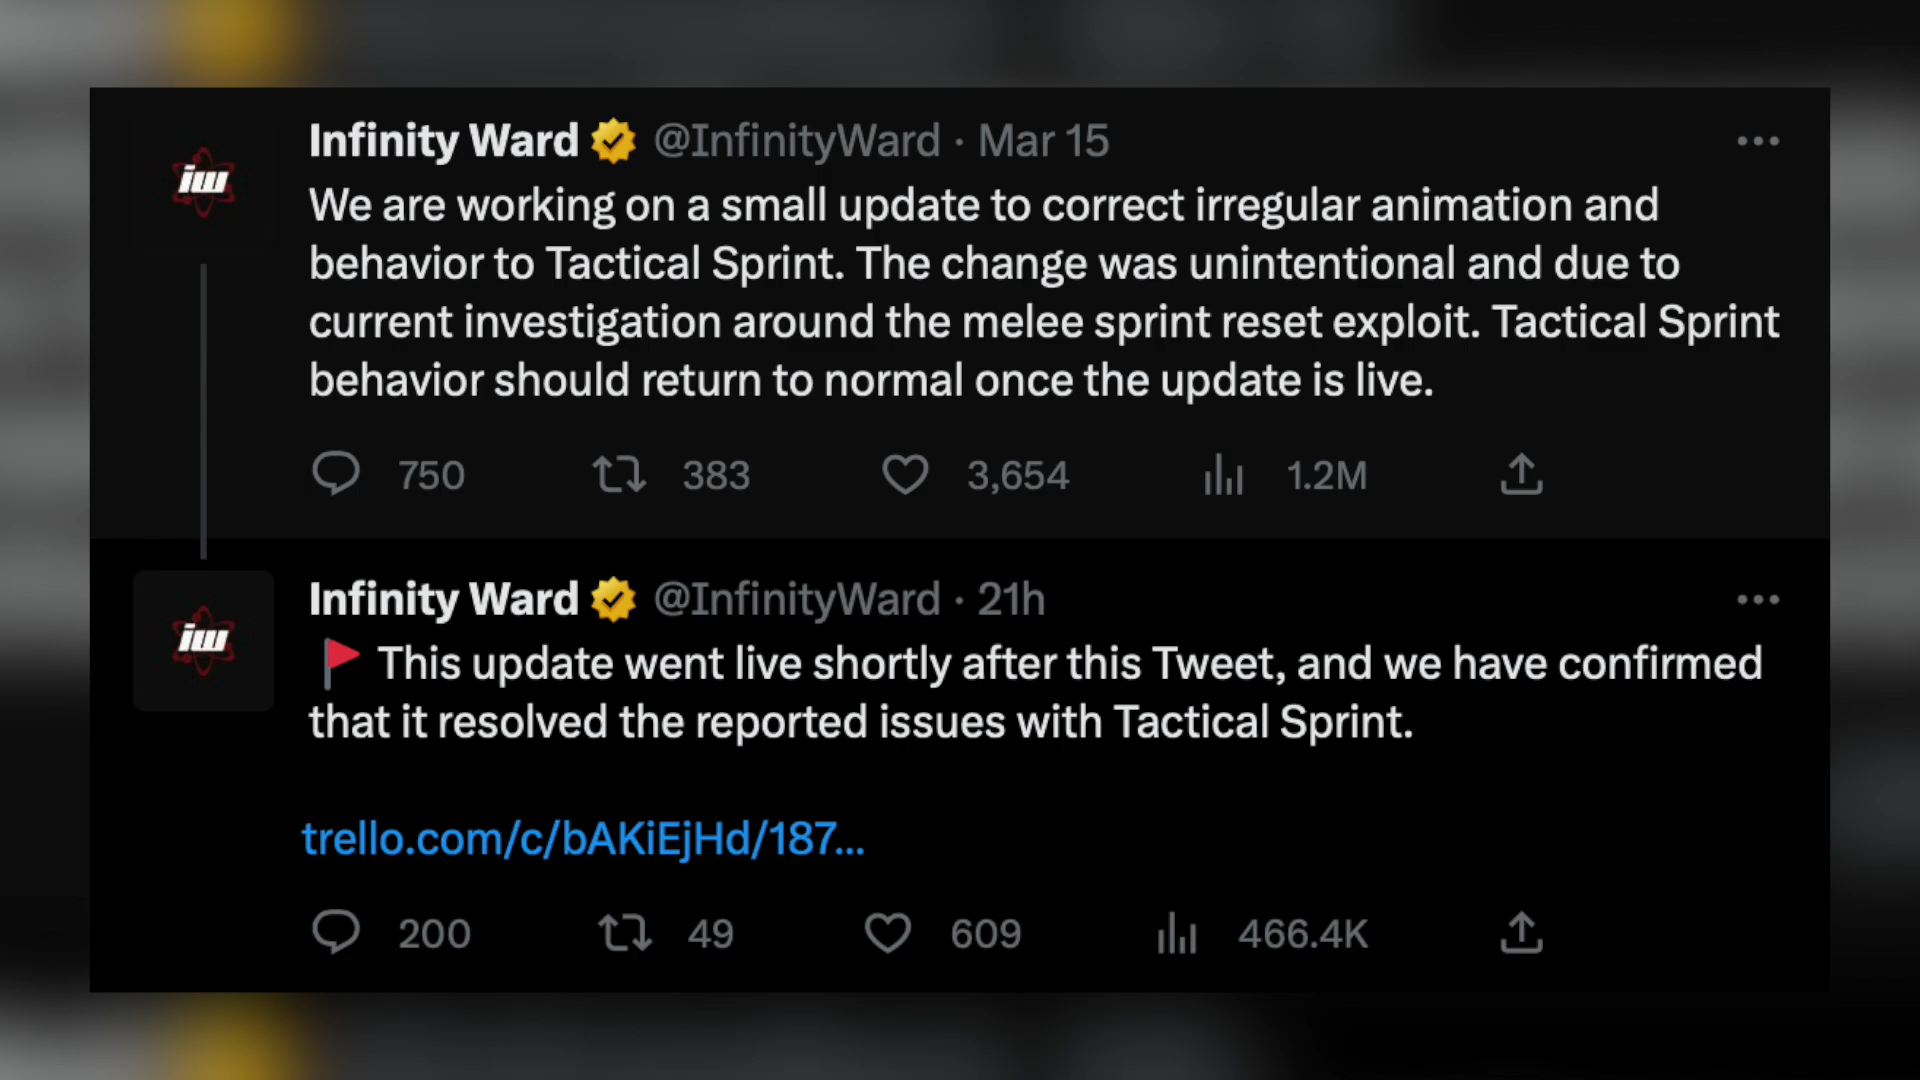 Infinity Ward @InfinityWard · Mar 15
iw
We are working on a small update to correct irregular animation and
behavior to Tactical Sprint. The change was unintentional and due to
current investigation around the melee sprint reset exploit. Tactical Sprint
behavior should return to normal once the update is live.
750 383 3,654 1.2M
Infinity Ward @InfinityWard · 21h
iw
This update went live shortly after this Tweet, and we have confirmed
that it resolved the reported issues with Tactical Sprint.
trello.com/c/bAKiEjHd/187...
200 49 609 466.4K